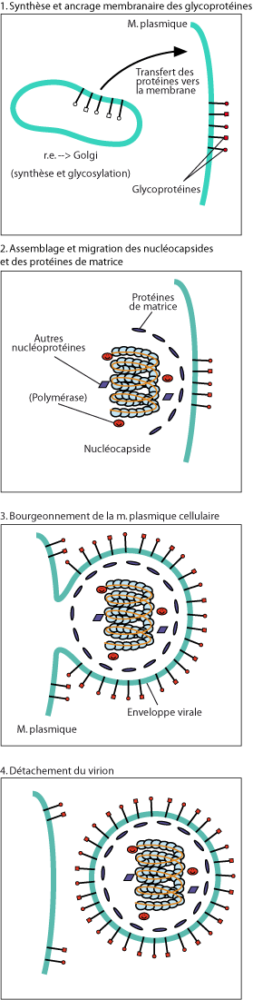 1. Synthèse et ancrage membranaire des glycoprotéines
M. plasmique
Transfert des
protéines vers
la membrane
r.e. --> Golgi
(synthèse et glycosylation)
Glycoprotéines
2. Assemblage et migration des nucléocapsides
et des protéines de matrice
Protéines
de matrice
Autres
nucléoprotéines
(Polymérase)
Nucléocapside
3. Bourgeonnement de la m. plasmique cellulaire
Enveloppe virale
M. plasmique
4. Détachement du virion